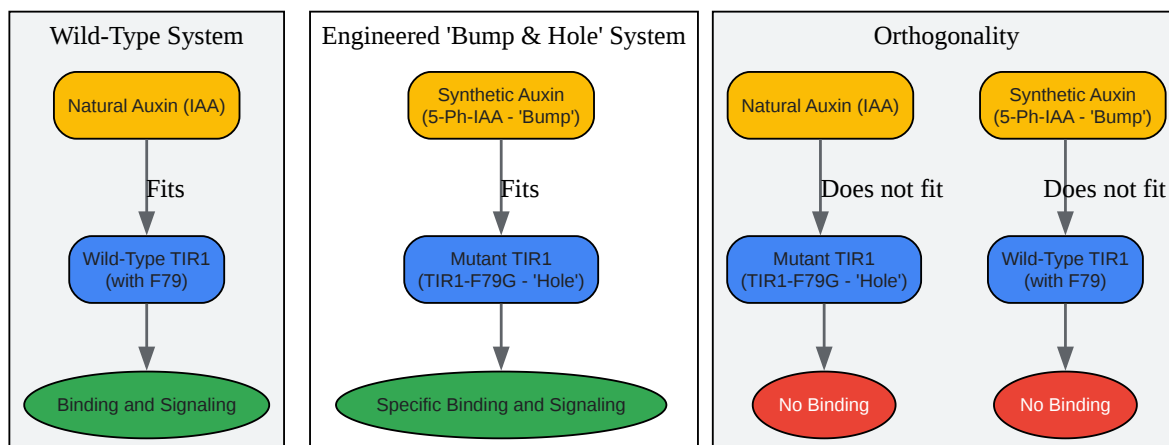 Wild-Type System
Natural Auxin (IAA)
Fits
Wild-Type TIR1
(with F79)
Binding and Signaling
Engineered 'Bump & Hole' System
Synthetic Auxin
(5-Ph-IAA - 'Bump')
Fits
Mutant TIR1
(TIR1-F79G - 'Hole')
Specific Binding and Signaling
Orthogonality
Natural Auxin (IAA)
Does not fit
Mutant TIR1
(TIR1-F79G - 'Hole')
No Binding
Synthetic Auxin
(5-Ph-IAA - 'Bump')
Does not fit
Wild-Type TIR1
(with F79)
No Binding